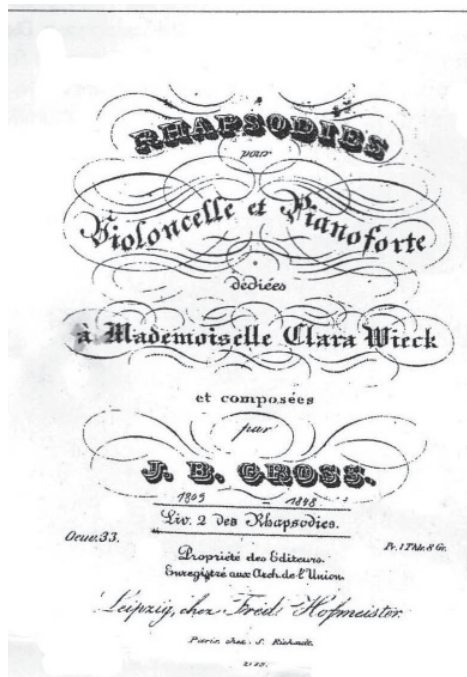 RHAPSODIES
pour
Violoncelle et Pianoforte
dédiées
à Mademoiselle Clara Wieck
et composées
par
J. B. GROSS.
1809 - 1848
Liv. 2 des Rhapsodies.
Oeuv. 33.
Pr. 1 Thlr. 8 Gr.
Propriété des Editeurs.
Enregistré aux Arch. de l'Union.
Leipzig, chez Fréd. Hofmeister.
Paris chez S. Richault.